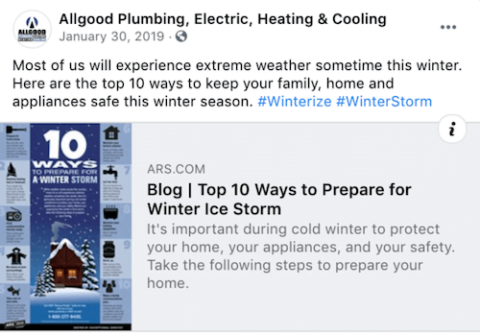 Allgood Plumbing, Electric, Heating & Cooling
January 30, 2019 ·
Most of us will experience extreme weather sometime this winter.
Here are the top 10 ways to keep your family, home and
appliances safe this winter season. #Winterize #WinterStorm
ALLGOOD
10
WAYS
TO PREPARE FOR
A WINTER STORM
ARS.COM
Blog | Top 10 Ways to Prepare for
Winter Ice Storm
It's important during cold winter to protect
your home, your appliances, and your safety.
Take the following steps to prepare your
home.